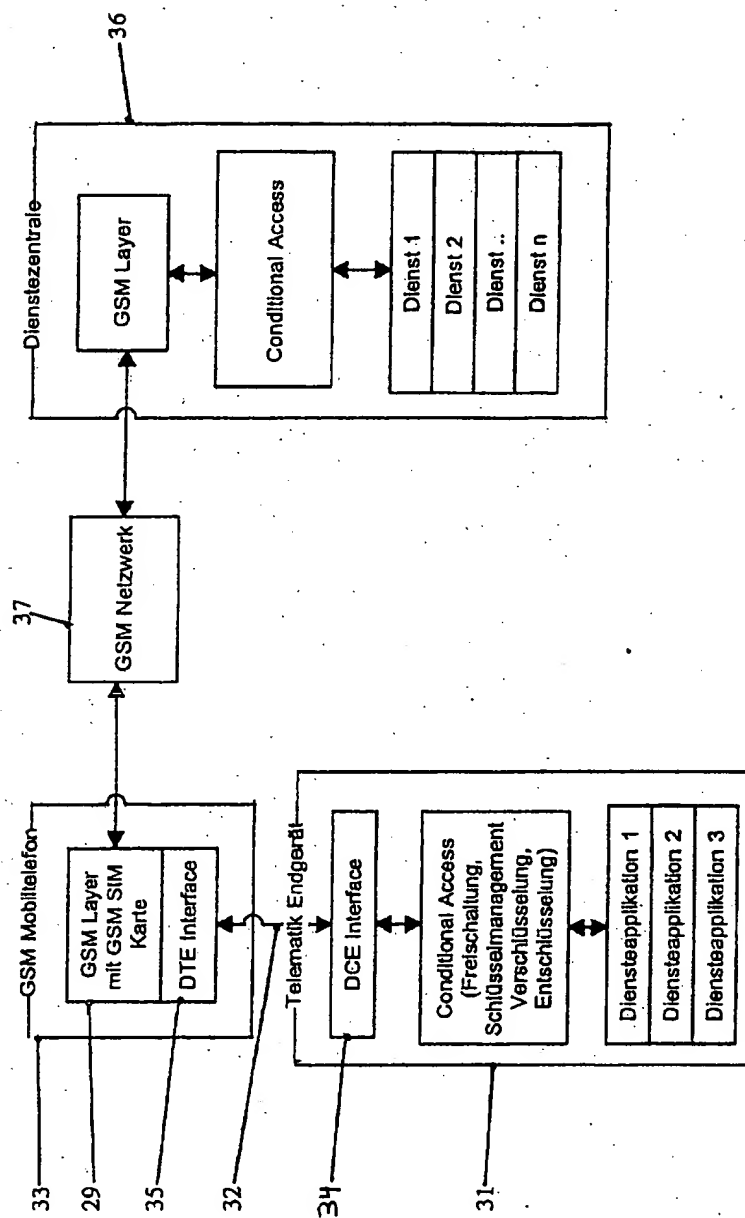 33
29
35
32
34
31
GSM Mobiltelefon
GSM Layer
mit GSM SIM
Karte
DTE Interface
Telematik Endgerät
DCE Interface
Conditional Access
(Freischaltung,
Schlüsselmanagement
Verschlüsselung,
Entschlüsselung)
Diensteapplikation 1
Diensteapplikation 2
Diensteapplikation 3
37
GSM Netzwerk
Dienstezentrale
36
GSM Layer
Conditional Access
Dienst 1
Dienst 2
Dienst ..
Dienst n